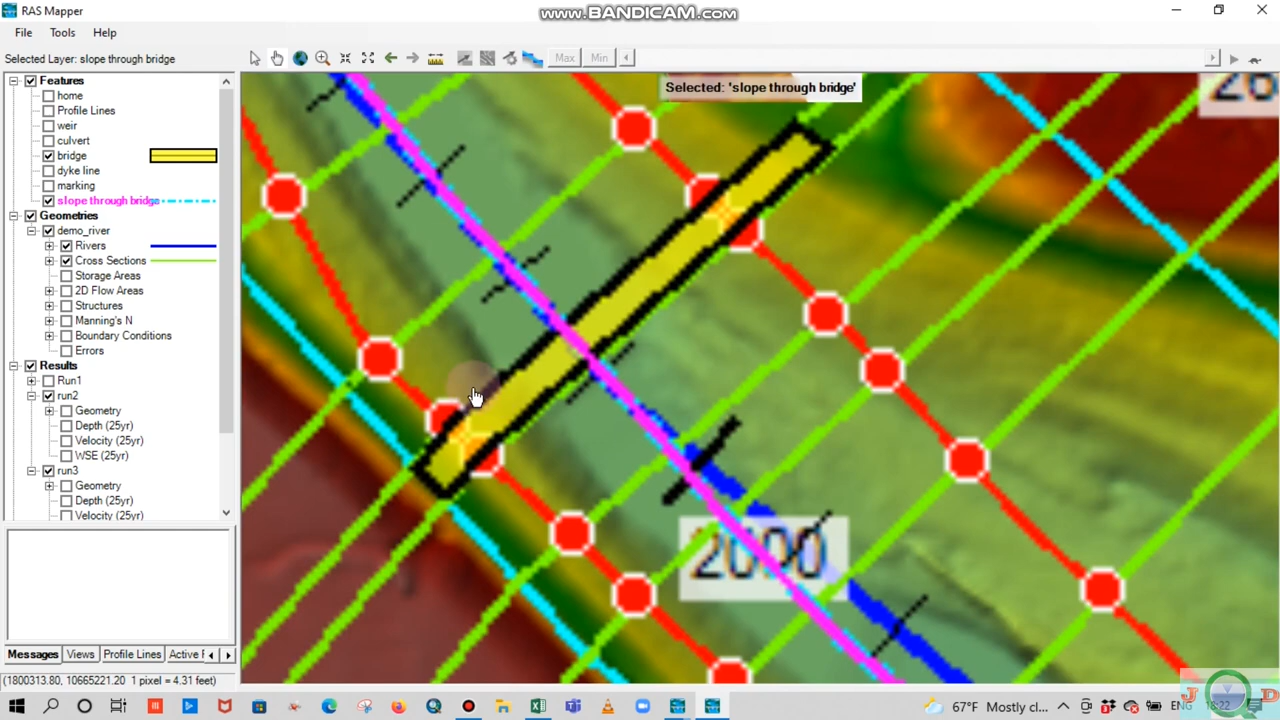 RAS Mapper
www.BANDICAM.com
File Tools Help
Selected Layer: slope through bridge
Max Min
Features
home
Profile Lines
weir
culvert
bridge
dyke line
marking
slope through bridge
Geometries
demo_river
Rivers
Cross Sections
Storage Areas
2D Flow Areas
Structures
Manning's N
Boundary Conditions
Errors
Results
Run1
run2
Geometry
Depth (25yr)
Velocity (25yr)
WSE (25yr)
run3
Geometry
Depth (25yr)
Velocity (25yr)
Selected: 'slope through bridge'
26
2000
Messages Views Profile Lines Active F
(1800313.80, 10665221.20 1 pixel = 4.31 feet)
67°F Mostly cl... ENG 18:22
J D